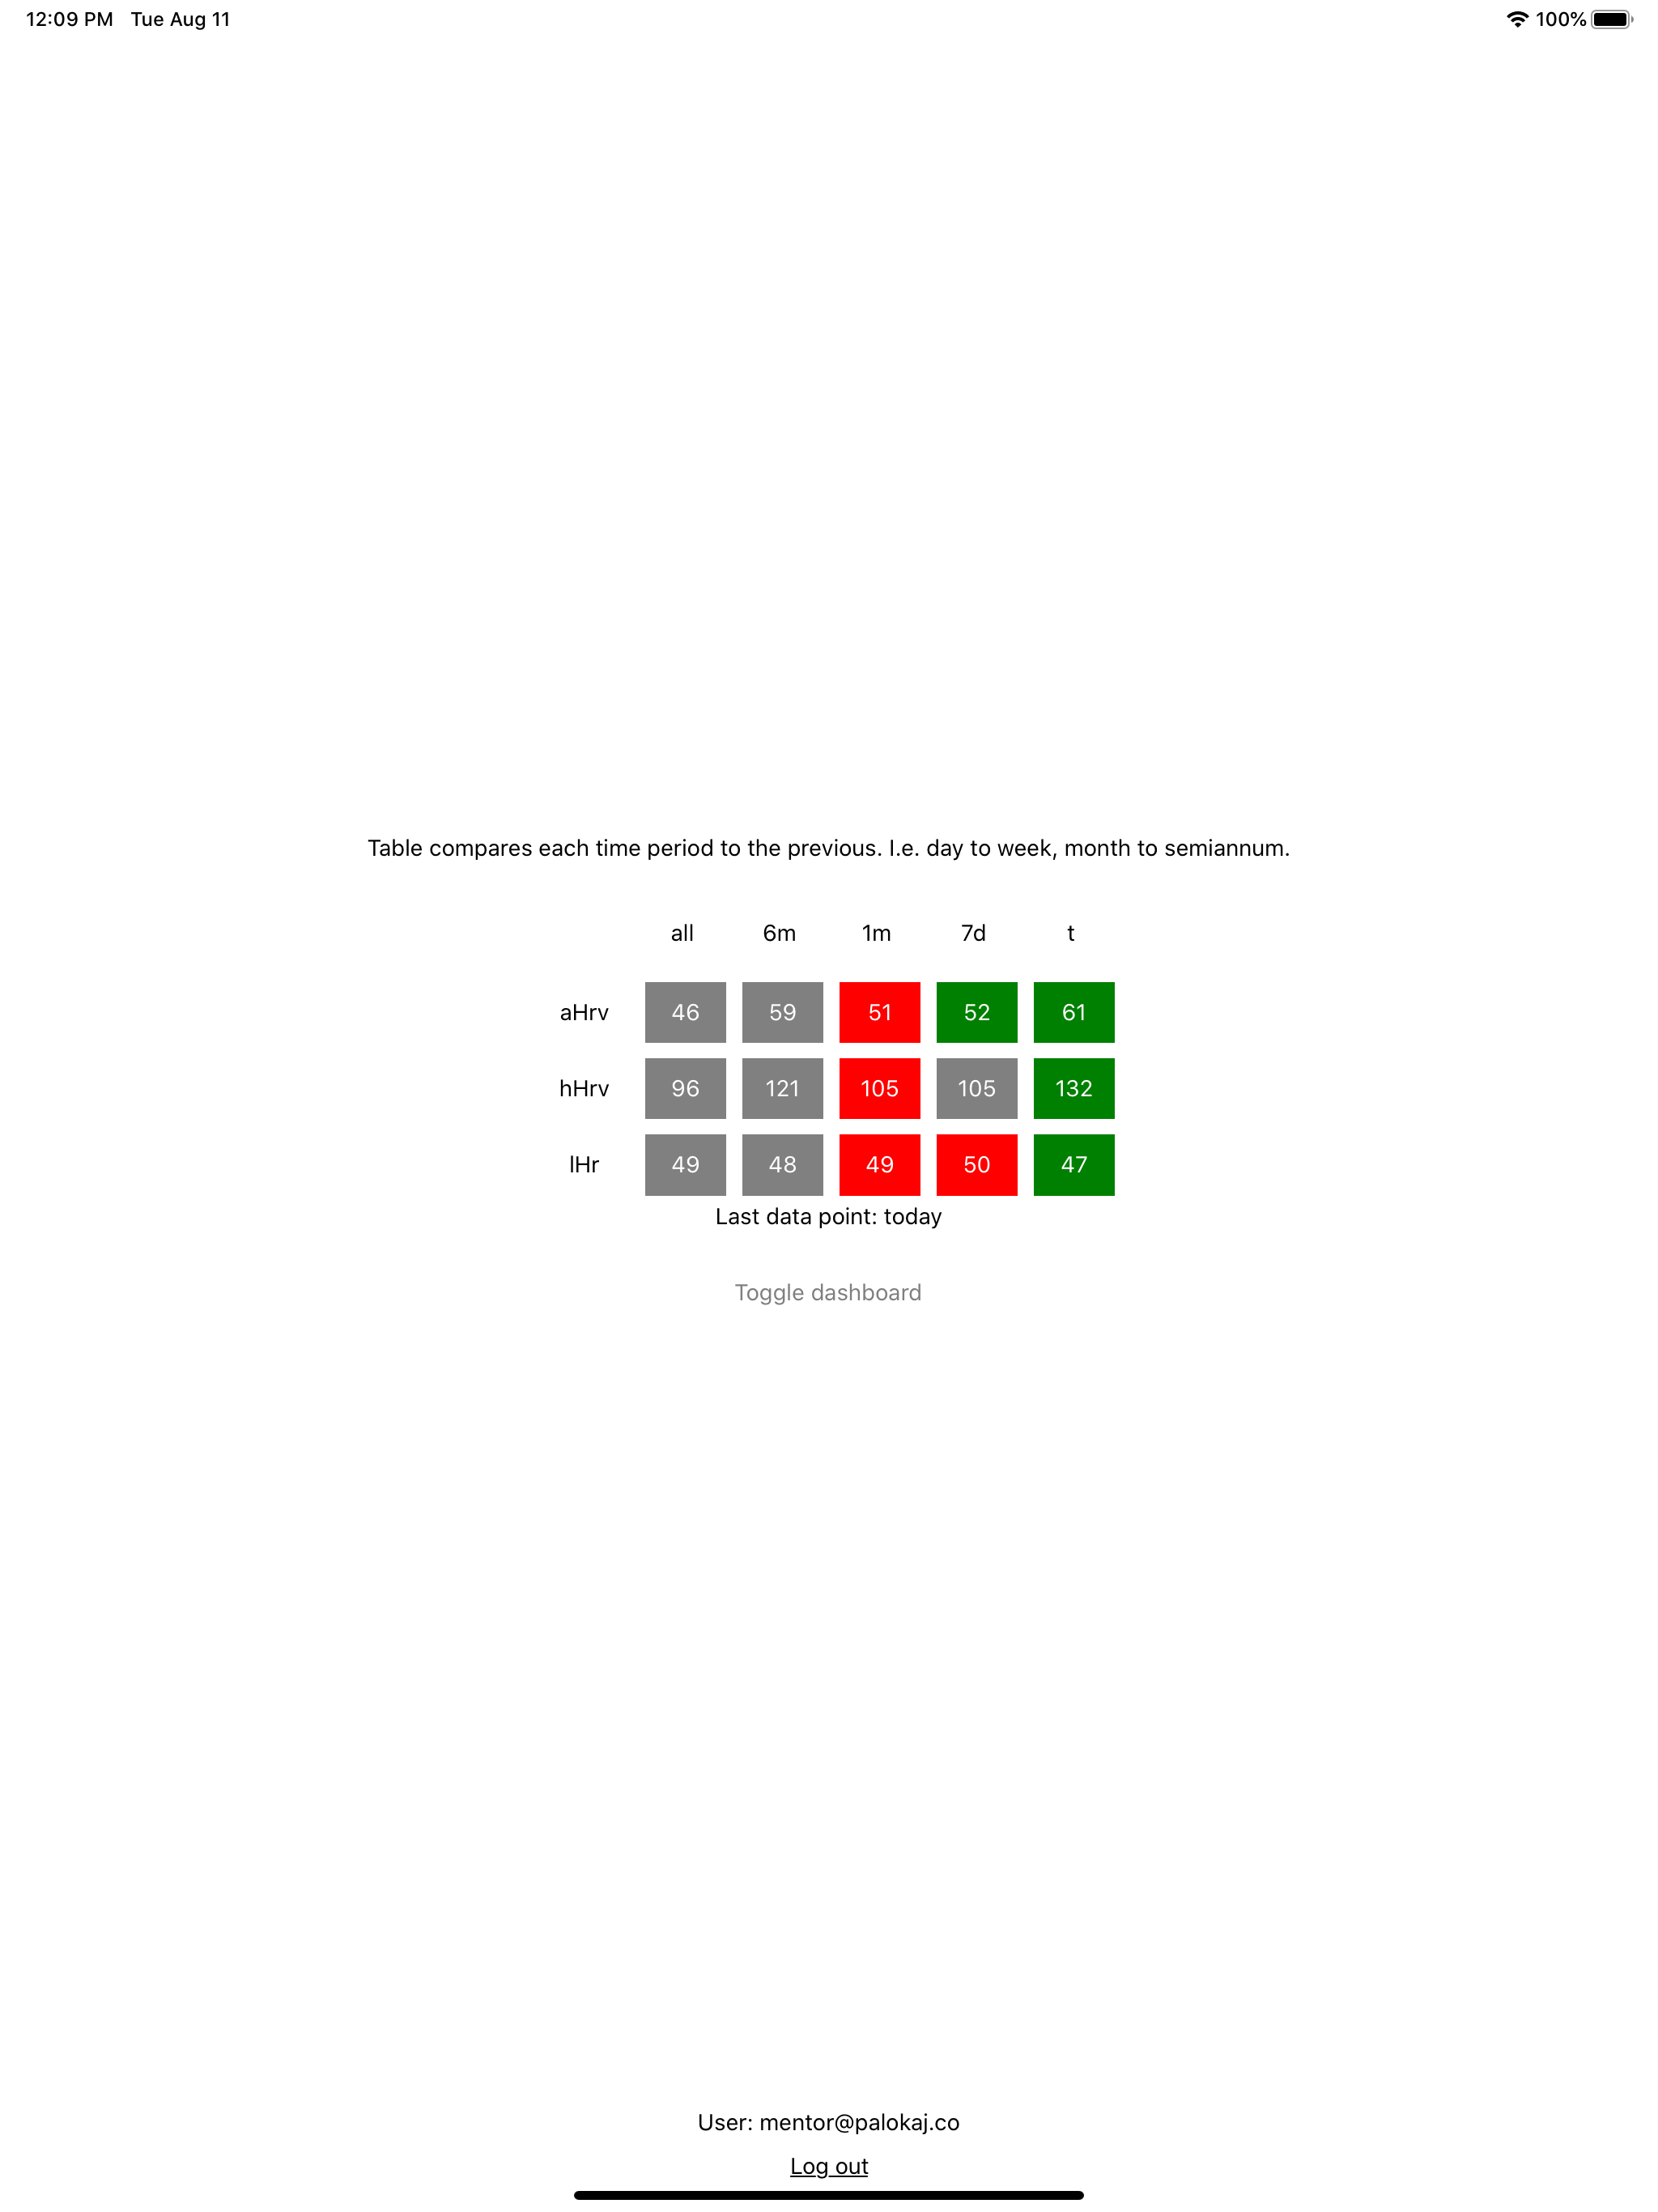 12:09 PM Tue Aug 11 100%
Table compares each time period to the previous. I.e. day to week, month to semiannum.
all 6m 1m 7d t
aHrv 46 59 51 52 61
hHrv 96 121 105 105 132
lHr 49 48 49 50 47
Last data point: today
Toggle dashboard
User: mentor@palokaj.co
Log out